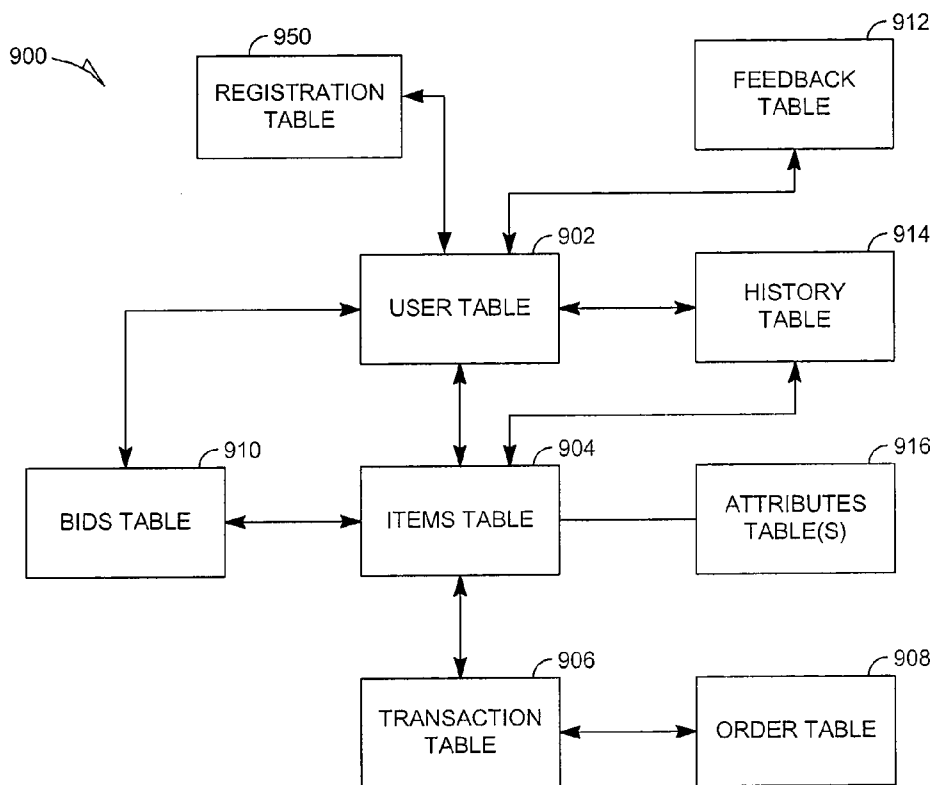 900
950
REGISTRATION
TABLE
912
FEEDBACK
TABLE
902
USER TABLE
914
HISTORY
TABLE
910
BIDS TABLE
904
ITEMS TABLE
916
ATTRIBUTES
TABLE(S)
906
TRANSACTION
TABLE
908
ORDER TABLE